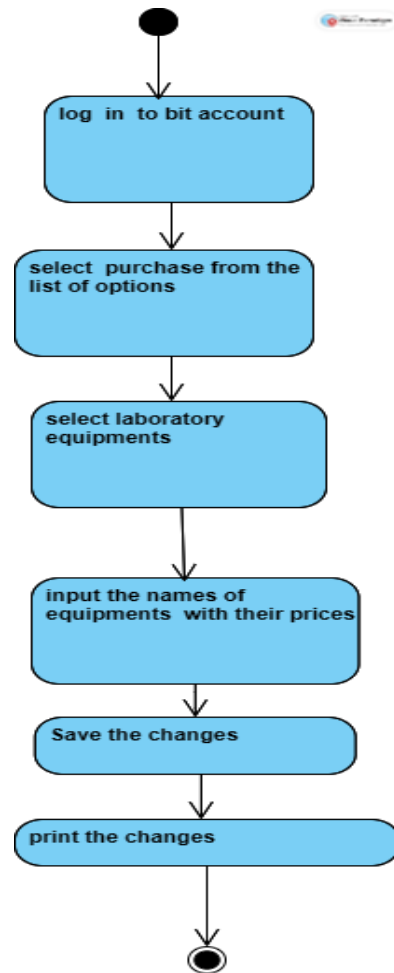 log in to bit account
select purchase from the
list of options
select laboratory
equipments
input the names of
equipments with their prices
Save the changes
print the changes